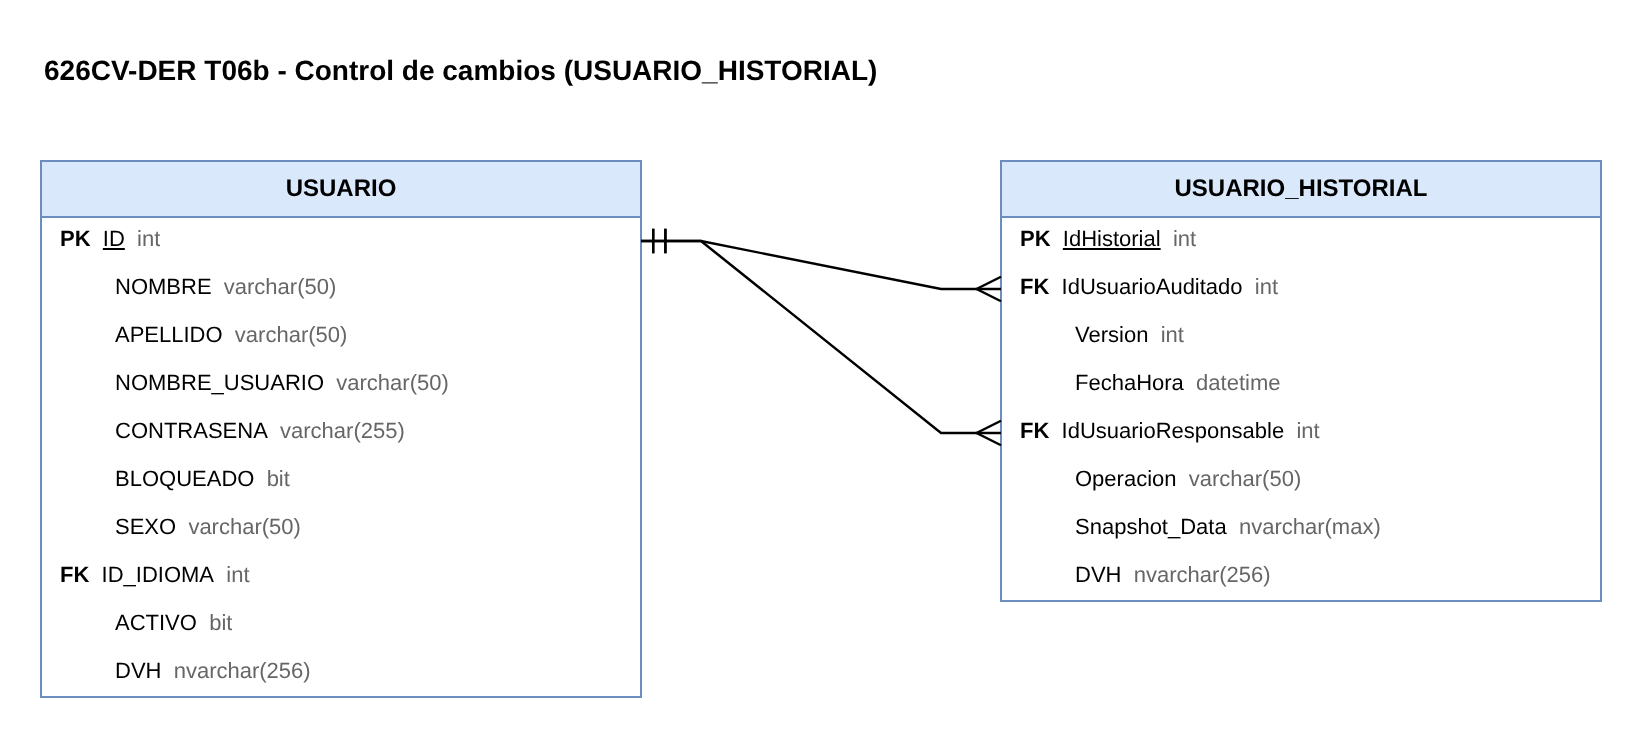 626CV-DER T06b - Control de cambios (USUARIO_HISTORIAL)
USUARIO
PK ID int
NOMBRE varchar(50)
APELLIDO varchar(50)
NOMBRE_USUARIO varchar(50)
CONTRASENA varchar(255)
BLOQUEADO bit
SEXO varchar(50)
FK ID_IDIOMA int
ACTIVO bit
DVH nvarchar(256)
USUARIO_HISTORIAL
PK IdHistorial int
FK IdUsuarioAuditado int
Version int
FechaHora datetime
FK IdUsuarioResponsable int
Operacion varchar(50)
Snapshot_Data nvarchar(max)
DVH nvarchar(256)